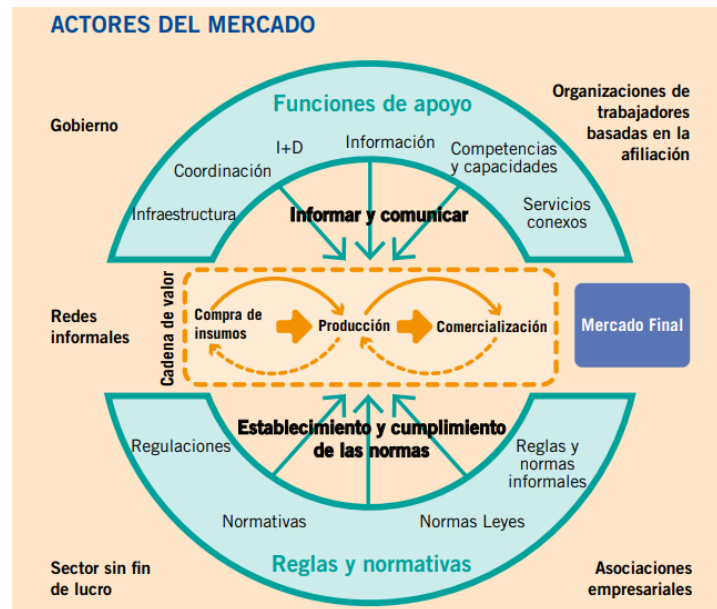 ACTORES DEL MERCADO
Gobierno
Funciones de apoyo
Organizaciones de
trabajadores
basadas en la
afiliación
Infraestructura
Coordinación
I+D
Información
Competencias
y capacidades
Servicios
conexos
Informar y comunicar
Redes
informales
Cadena de valor
Compra de
insumos
Producción
Comercialización
Mercado Final
Establecimiento y cumplimiento
de las normas
Regulaciones
Normativas
Normas Leyes
Reglas y
normas
informales
Reglas y normativas
Sector sin fin
de lucro
Asociaciones
empresariales